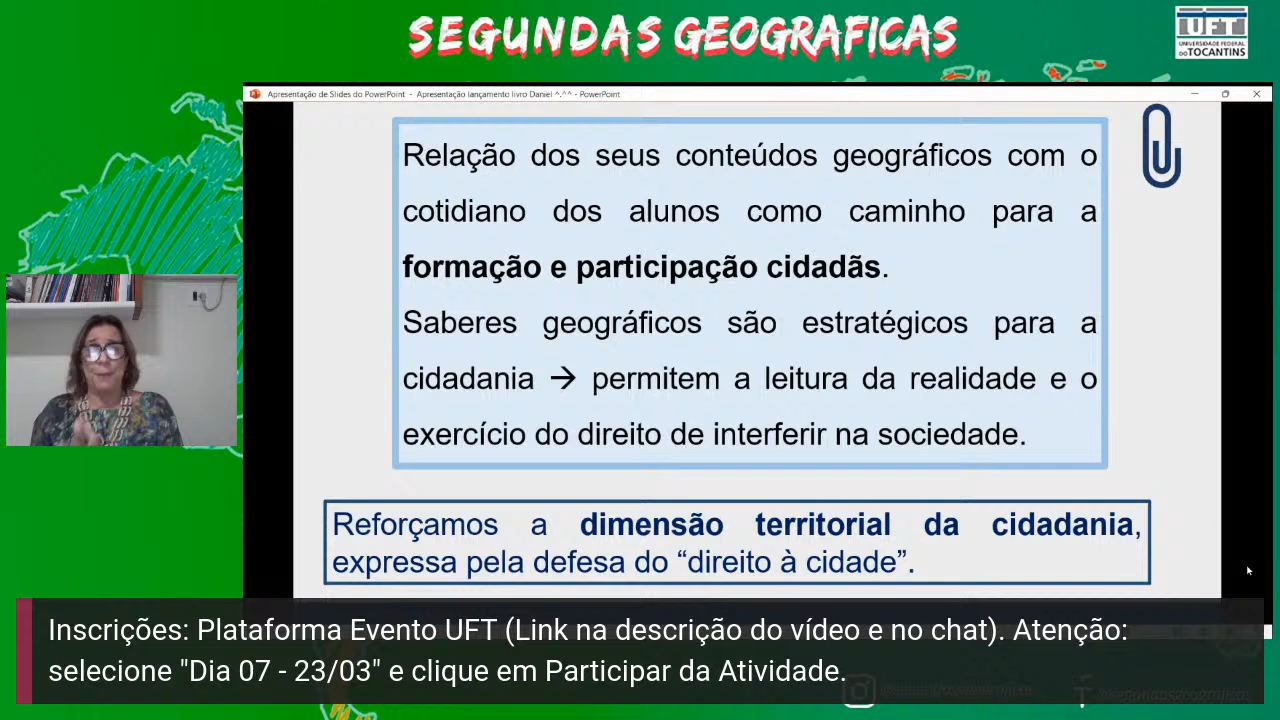 SEGUNDAS GEOGRAFICAS
UFT
UNIVERSIDADE FEDERAL
DO TOCANTINS
Apresentação de Slides do PowerPoint - Apresentação lançamento livro Daniel ^.^^ - PowerPoint
Relação dos seus conteúdos geográficos com o
cotidiano dos alunos como caminho para a
formação e participação cidadãs.
Saberes geográficos são estratégicos para a
cidadania → permitem a leitura da realidade e o
exercício do direito de interferir na sociedade.
Reforçamos a dimensão territorial da cidadania,
expressa pela defesa do “direito à cidade”.
Inscrições: Plataforma Evento UFT (Link na descrição do vídeo e no chat). Atenção:
selecione "Dia 07 - 23/03" e clique em Participar da Atividade.